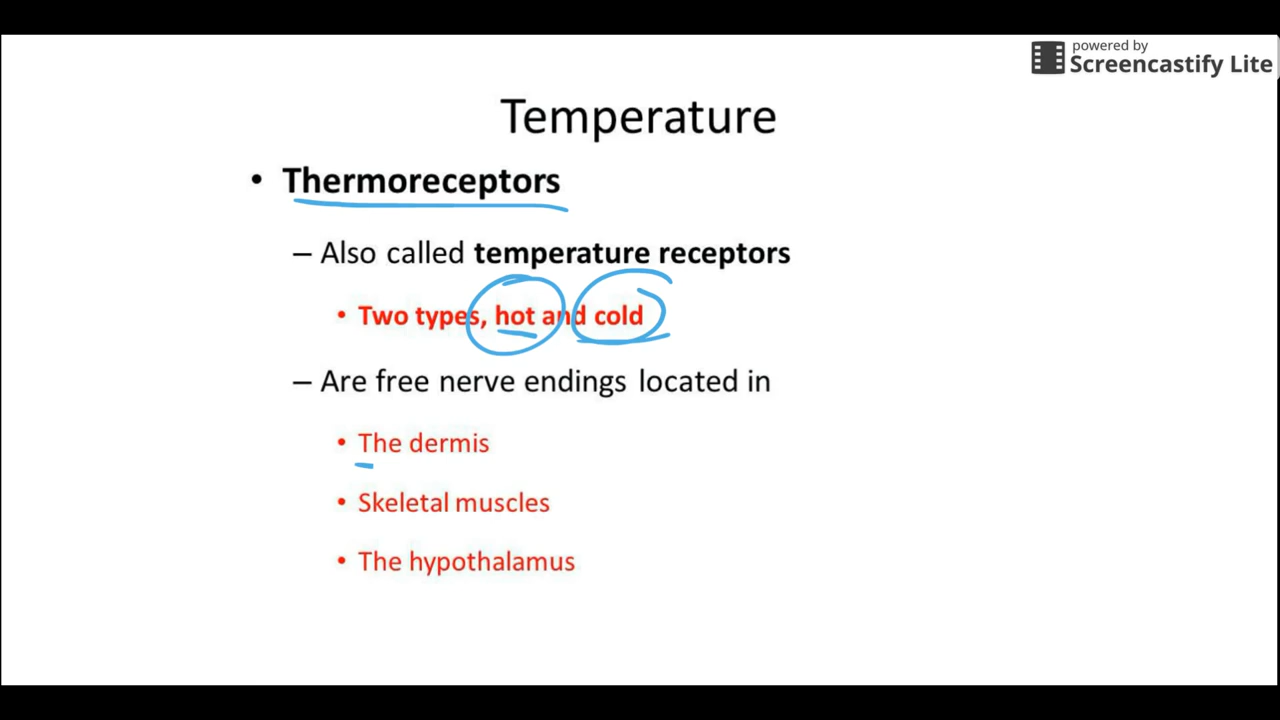 powered by
Screencastify Lite
Temperature
• Thermoreceptors
– Also called temperature receptors
• Two types, hot and cold
– Are free nerve endings located in
• The dermis
• Skeletal muscles
• The hypothalamus